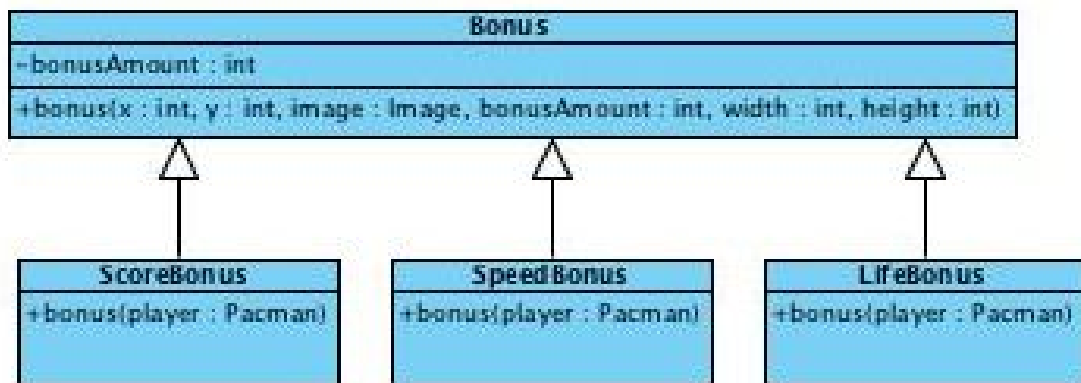 Bonus
-bonusAmount : int
+bonus(x : int, y : int, image : Image, bonusAmount : int, width : int, height : int)
ScoreBonus
+bonus(player : Pacman)
SpeedBonus
+bonus(player : Pacman)
LifeBonus
+bonus(player : Pacman)